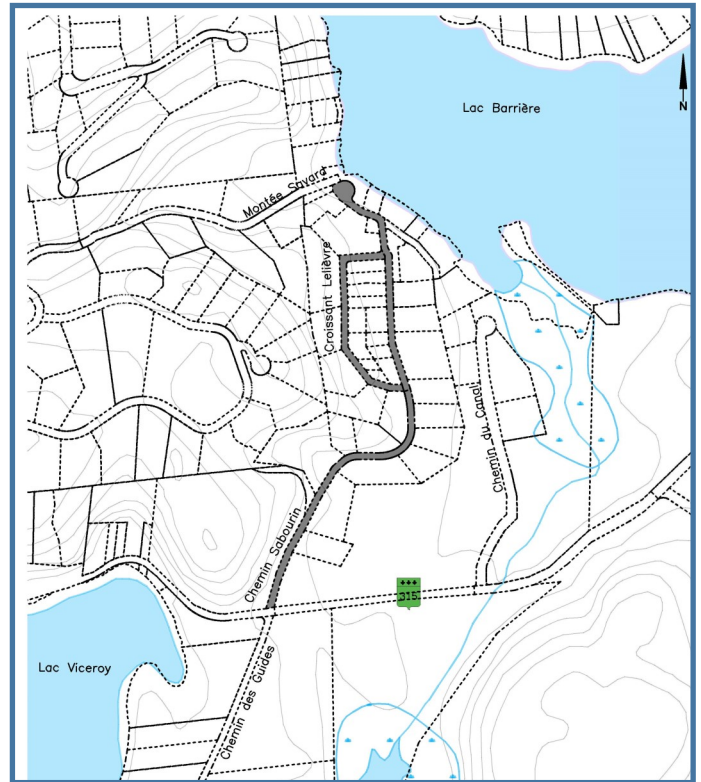 Lac Barrière
N
Montée Savard
Croissant Lelièvre
Chemin du Canal
Chemin Sabourin
315
Lac Viceroy
Chemin des Guides